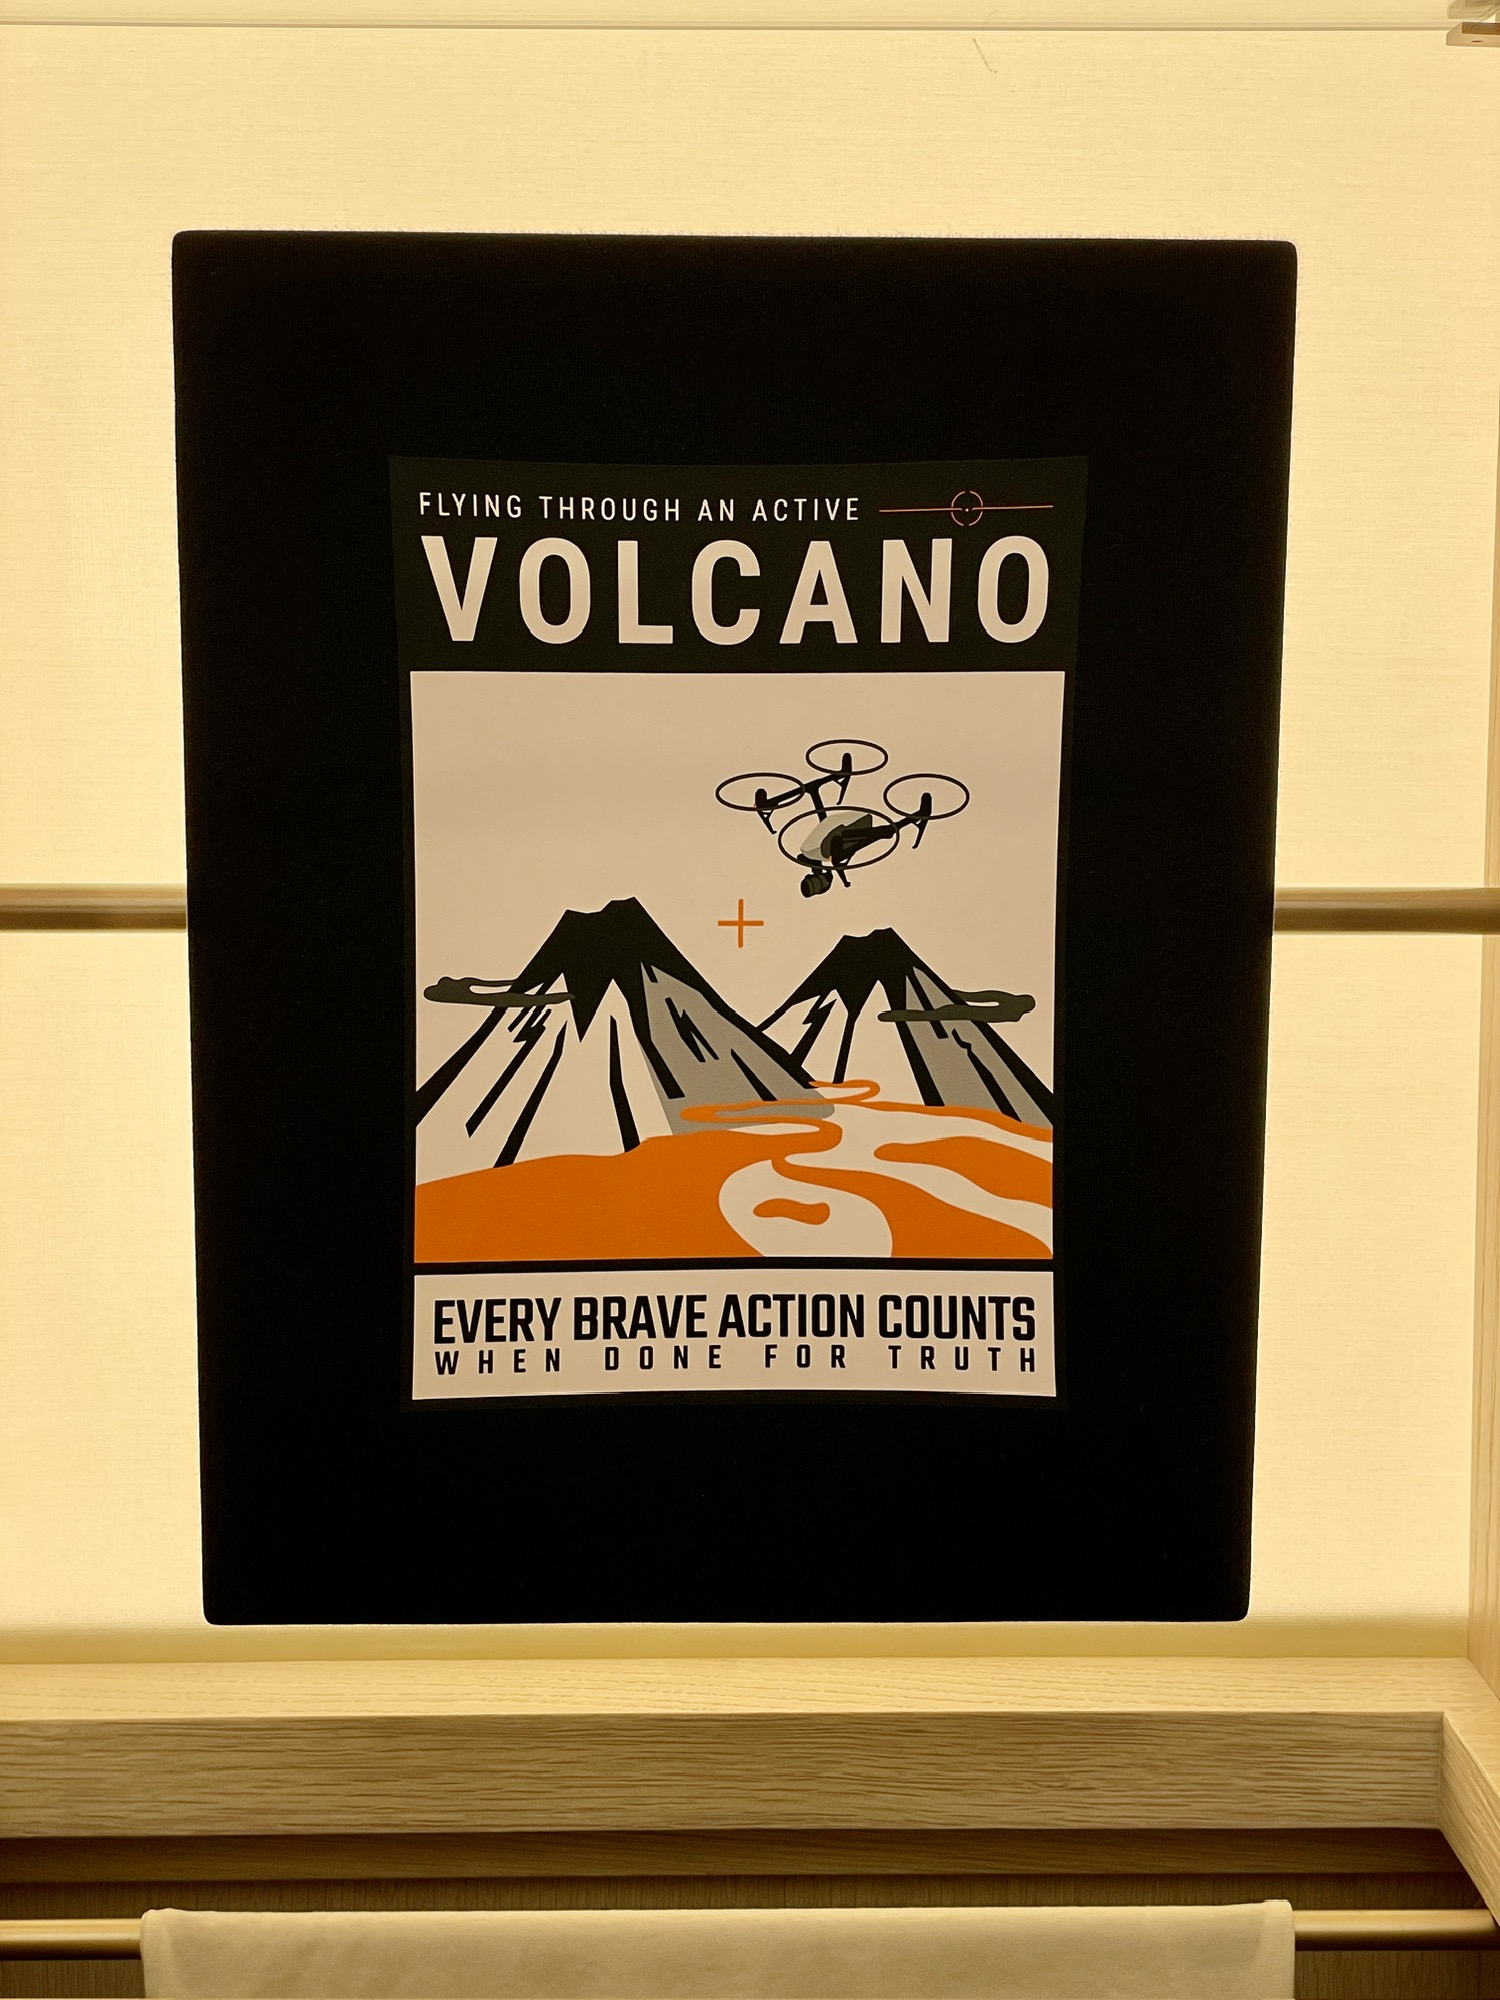 FLYING THROUGH AN ACTIVE
VOLCANO
EVERY BRAVE ACTION COUNTS
WHEN DONE FOR TRUTH